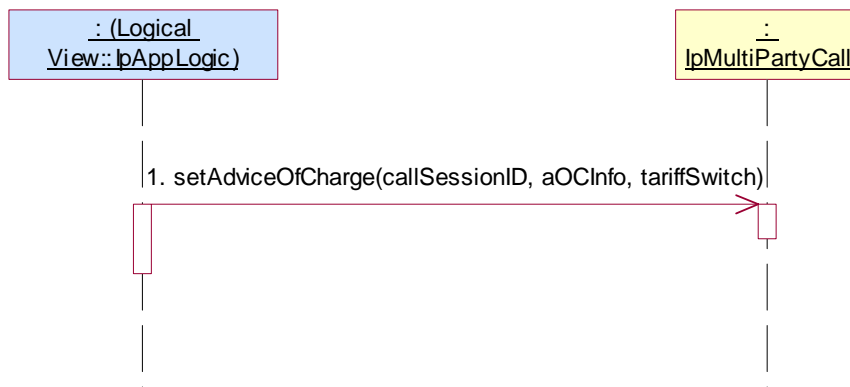 : (Logical
View::IpAppLogic)
:
IpMultiPartyCall
1. setAdviceOfCharge(callSessionID, aOCInfo, tariffSwitch)